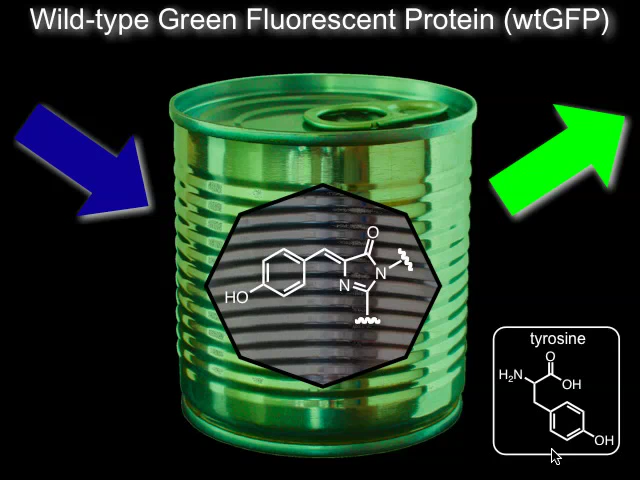 Wild-type Green Fluorescent Protein (wtGFP)
O
N
N
HO
tyrosine
O
H₂N
OH
OH